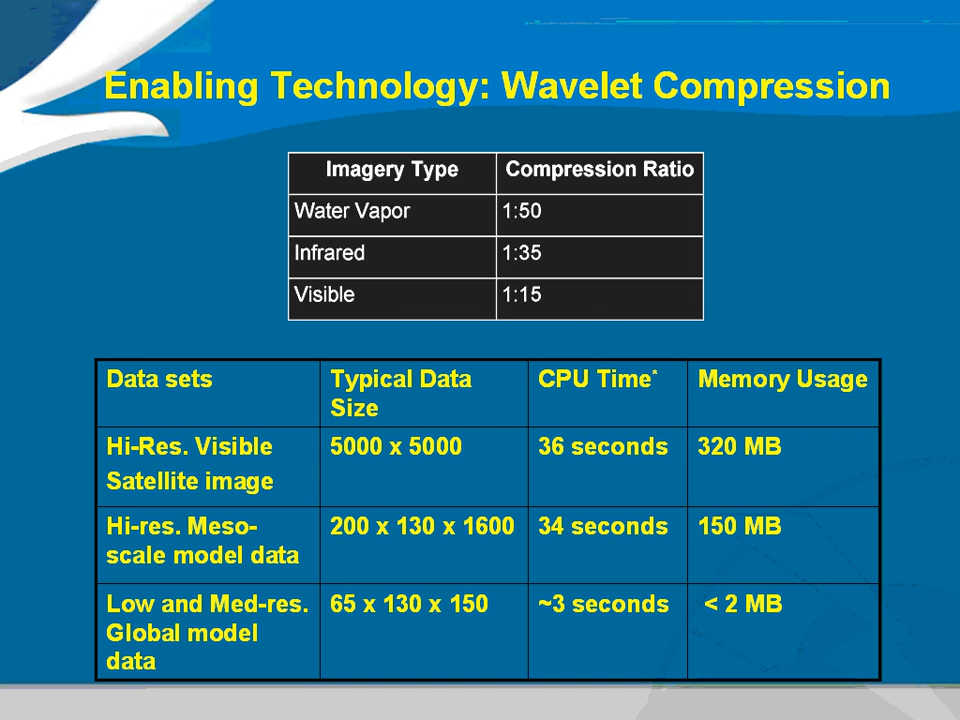 Enabling Technology: Wavelet Compression
Imagery Type Compression Ratio
Water Vapor 1:50
Infrared 1:35
Visible 1:15
Data sets Typical Data Size CPU Time* Memory Usage
Hi-Res. Visible Satellite image 5000 x 5000 36 seconds 320 MB
Hi-res. Meso-scale model data 200 x 130 x 1600 34 seconds 150 MB
Low and Med-res. Global model data 65 x 130 x 150 ~3 seconds < 2 MB